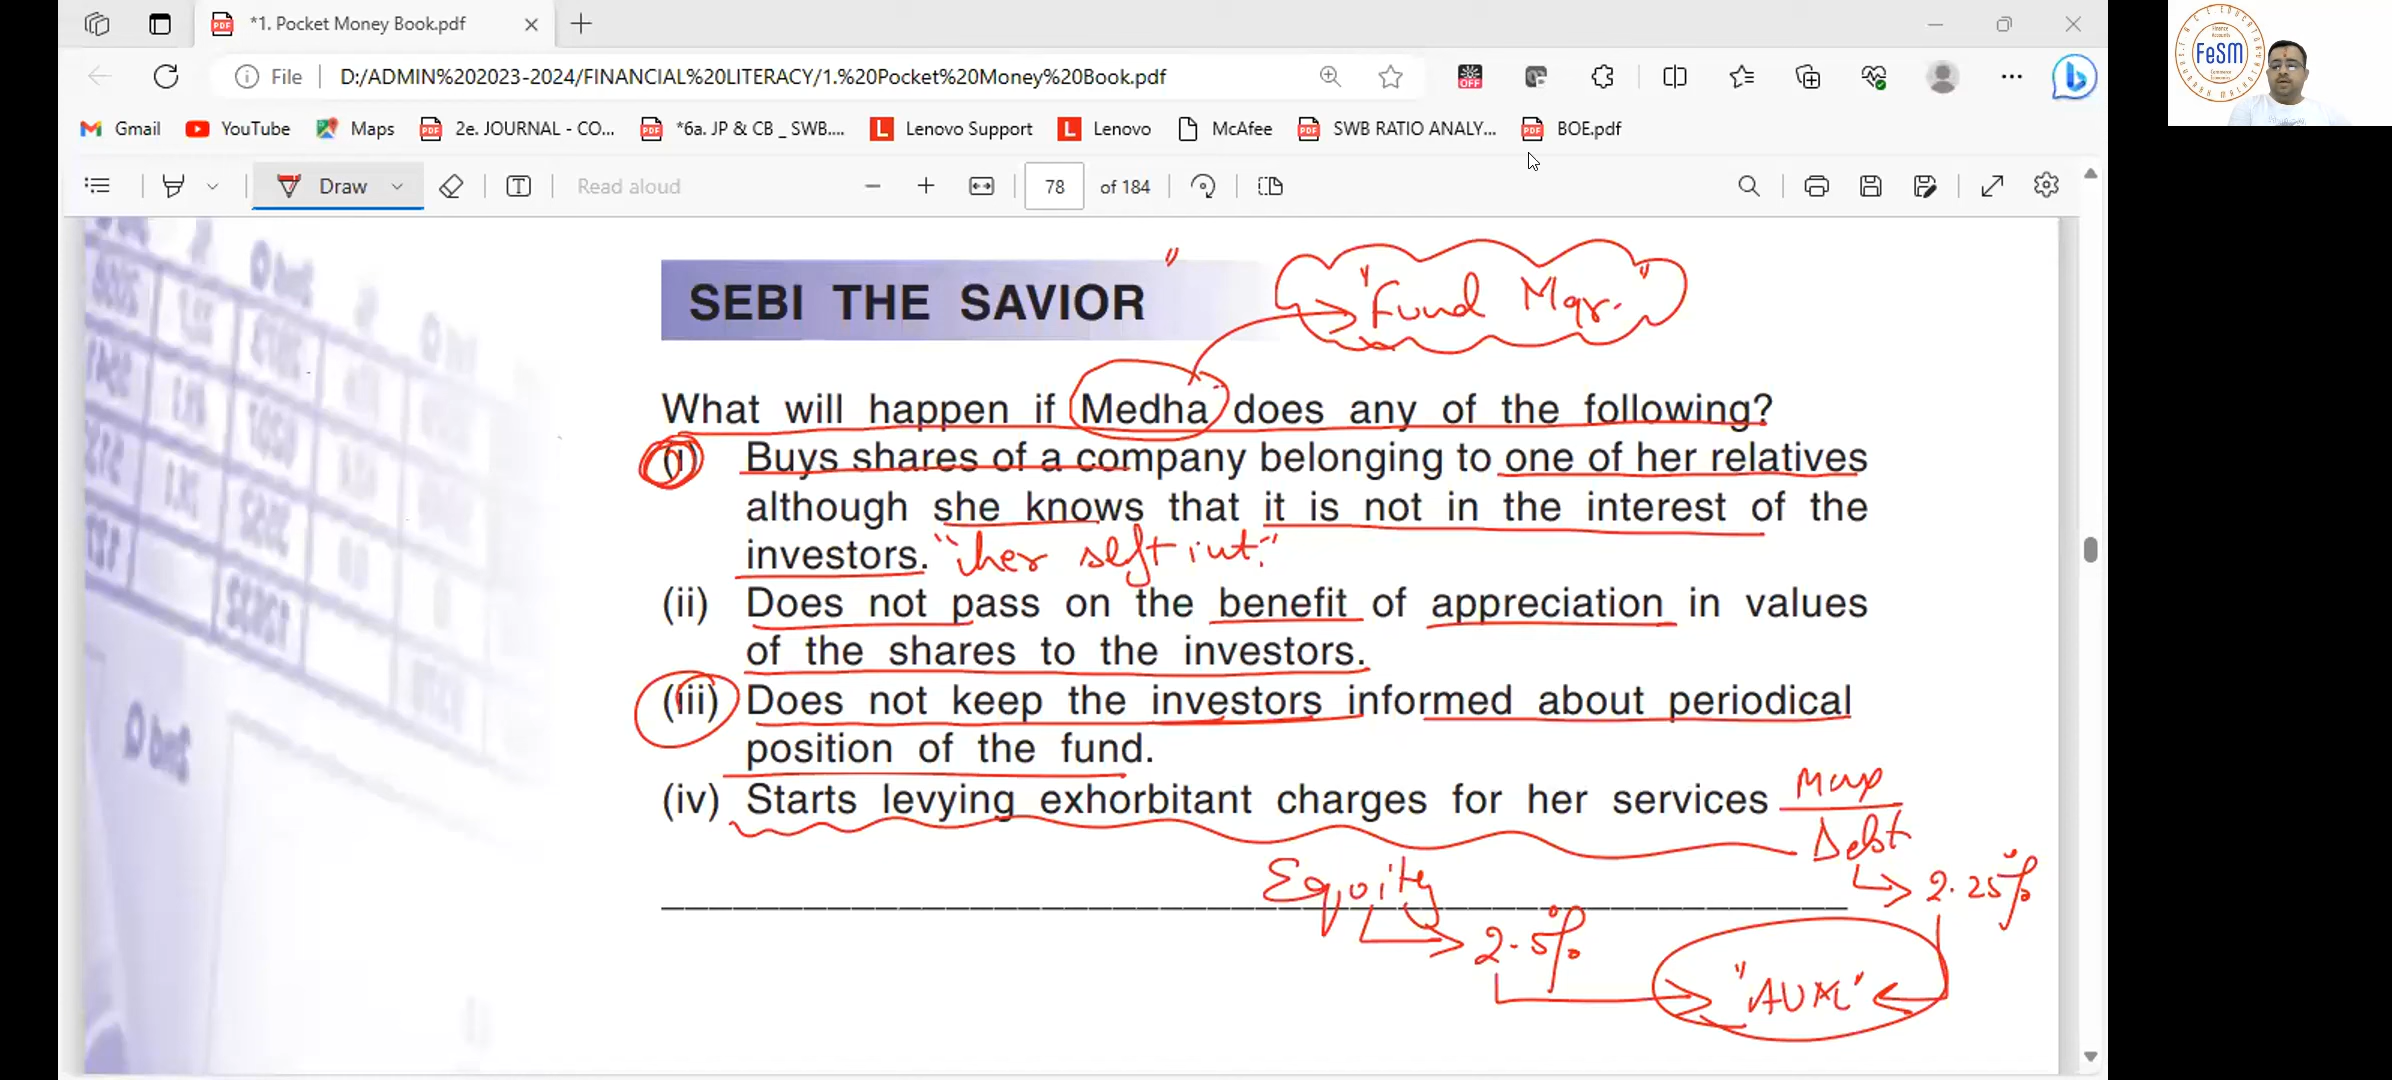 *1. Pocket Money Book.pdf
File D:/ADMIN%202023-2024/FINANCIAL%20LITERACY/1.%20Pocket%20Money%20Book.pdf
Gmail YouTube Maps 2e. JOURNAL - CO... *6a. JP & CB _ SWB.... Lenovo Support Lenovo McAfee SWB RATIO ANALY... BOE.pdf
Draw Read aloud 78 of 184
FeSM
SEBI THE SAVIOR
"Fund Mgr."
What will happen if Medha does any of the following?
(i) Buys shares of a company belonging to one of her relatives
although she knows that it is not in the interest of the
investors. "her self int."
(ii) Does not pass on the benefit of appreciation in values
of the shares to the investors.
(iii) Does not keep the investors informed about periodical
position of the fund.
(iv) Starts levying exhorbitant charges for her services
Max
Debt
2.25%
Equity
2.5%
2nd Q